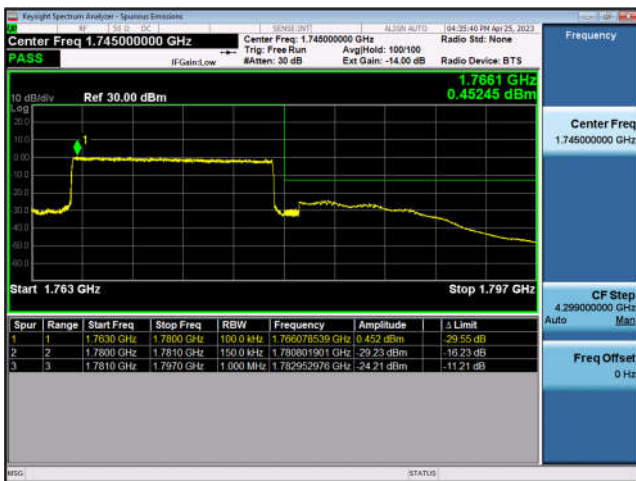 Keysight Spectrum Analyzer - Spurious Emissions
RF 50 Ω DC SENSE:INT ALIGN AUTO 04:35:40 PM Apr 25, 2023
Center Freq 1.745000000 GHz Center Freq: 1.745000000 GHz Radio Std: None
Trig: Free Run Avg|Hold: 100/100
PASS IFGain:Low #Atten: 30 dB Ext Gain: -14.00 dB Radio Device: BTS
1.7661 GHz
0.45245 dBm
10 dB/div Ref 30.00 dBm
Log
20.0
10.0
0.00
-10.0
-20.0
-30.0
-40.0
-50.0
-60.0
1
Start 1.763 GHz Stop 1.797 GHz
Spur Range Start Freq Stop Freq RBW Frequency Amplitude Δ Limit
1 1 1.7630 GHz 1.7800 GHz 100.0 kHz 1.766078539 GHz 0.452 dBm -29.55 dB
2 2 1.7800 GHz 1.7810 GHz 150.0 kHz 1.780801901 GHz -29.23 dBm -16.23 dB
3 3 1.7810 GHz 1.7970 GHz 1.000 MHz 1.782952976 GHz -24.21 dBm -11.21 dB
MSG STATUS
Frequency
Center Freq
1.745000000 GHz
CF Step
4.299000000 GHz
Auto Man
Freq Offset
0 Hz